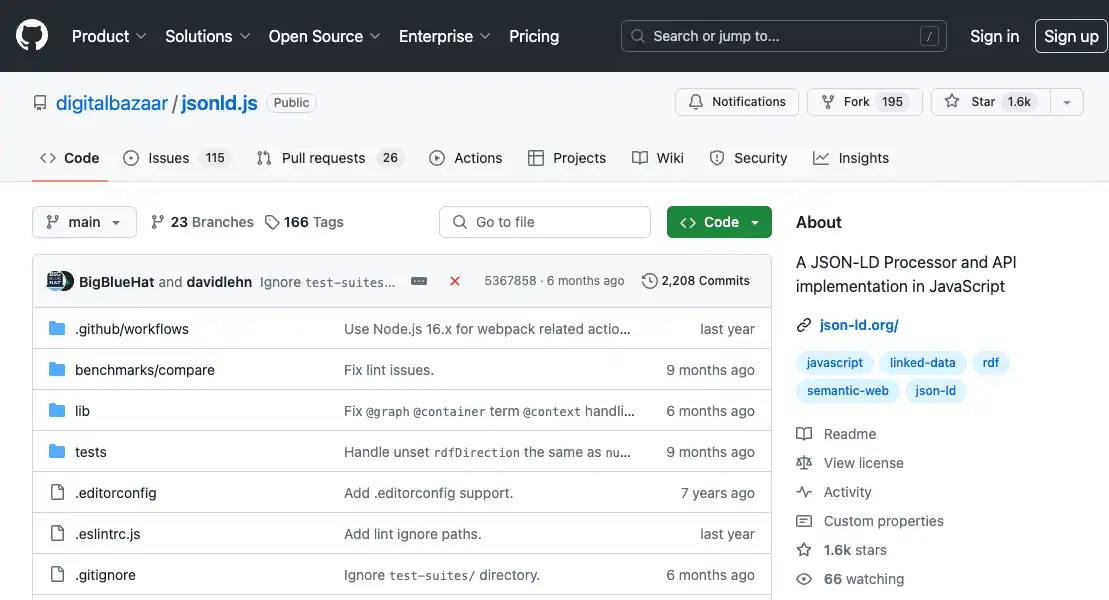 Product Solutions Open Source Enterprise Pricing Search or jump to... / Sign in Sign up
digitalbazaar / jsonld.js Public Notifications Fork 195 Star 1.6k
Code Issues 115 Pull requests 26 Actions Projects Wiki Security Insights
main 23 Branches 166 Tags Go to file Code
BigBlueHat and davidlehn Ignore test-suites... 5367858 · 6 months ago 2,208 Commits
.github/workflows Use Node.js 16.x for webpack related actio... last year
benchmarks/compare Fix lint issues. 9 months ago
lib Fix @graph @container term @context handli... 6 months ago
tests Handle unset rdfDirection the same as nu... 9 months ago
.editorconfig Add .editorconfig support. 7 years ago
.eslintrc.js Add lint ignore paths. last year
.gitignore Ignore test-suites/ directory. 6 months ago
About
A JSON-LD Processor and API
implementation in JavaScript
json-ld.org/
javascript linked-data rdf
semantic-web json-ld
Readme
View license
Activity
Custom properties
1.6k stars
66 watching